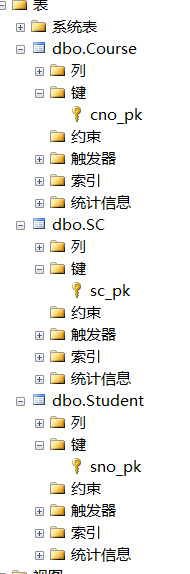 表
系统表
dbo.Course
列
键
cno_pk
约束
触发器
索引
统计信息
dbo.SC
列
键
sc_pk
约束
触发器
索引
统计信息
dbo.Student
列
键
sno_pk
约束
触发器
索引
统计信息
视图